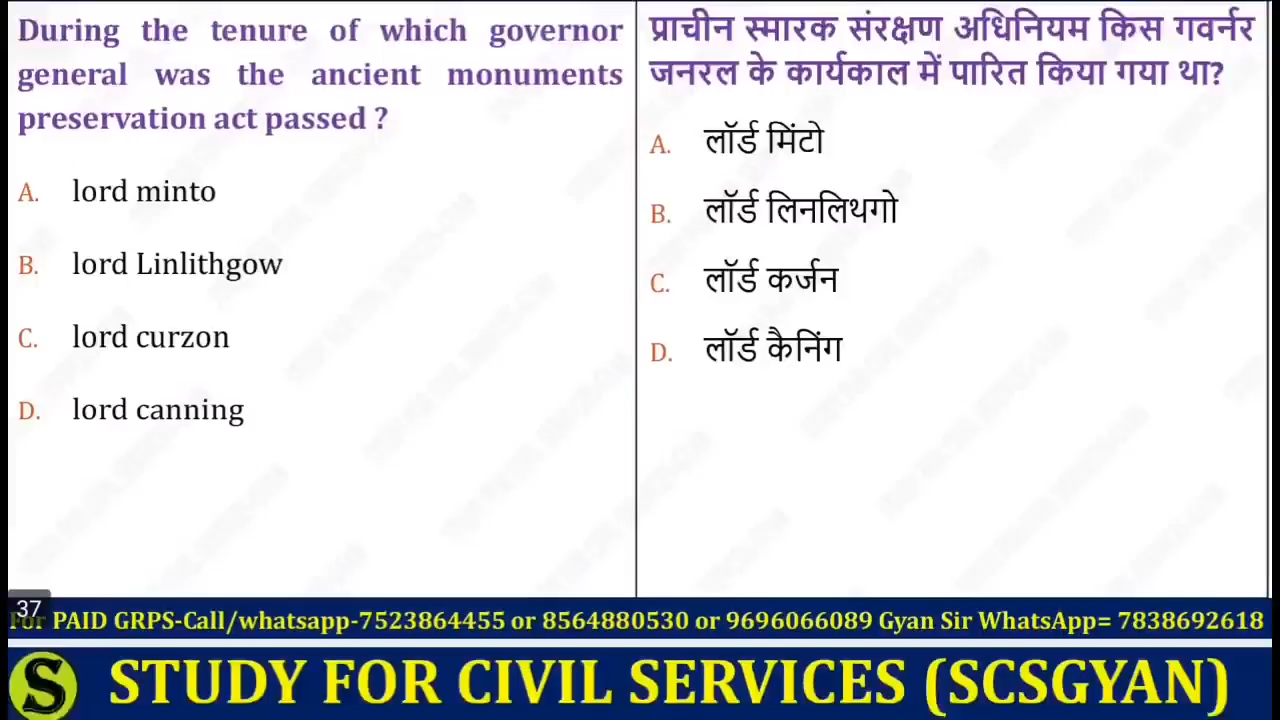 During the tenure of which governor
general was the ancient monuments
preservation act passed ?
A. lord minto
B. lord Linlithgow
C. lord curzon
D. lord canning
प्राचीन स्मारक संरक्षण अधिनियम किस गवर्नर
जनरल के कार्यकाल में पारित किया गया था?
A. लॉर्ड मिंटो
B. लॉर्ड लिनलिथगो
C. लॉर्ड कर्जन
D. लॉर्ड कैनिंग
37
For PAID GRPS-Call/whatsapp-7523864455 or 8564880530 or 9696066089 Gyan Sir WhatsApp= 7838692618
S STUDY FOR CIVIL SERVICES (SCSGYAN)